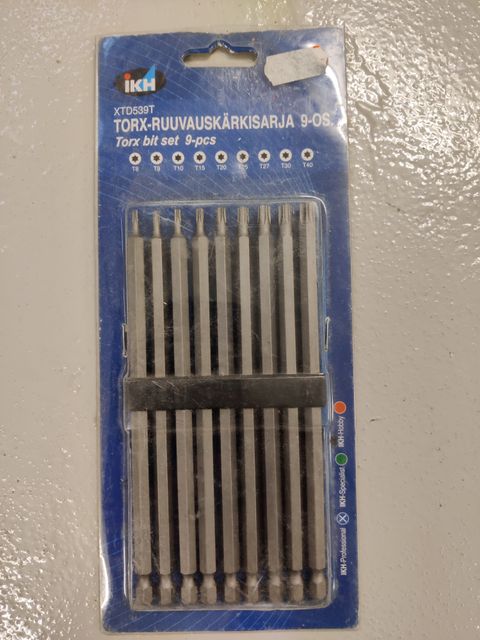 iKH
XTD539T
TORX-RUUVAUSKÄRKISARJA 9-OS.
Torx bit set 9-pcs
T8 T9 T10 T15 T20 T25 T27 T30 T40
IKH-Hobby
IKH-Specialist
IKH-Professional